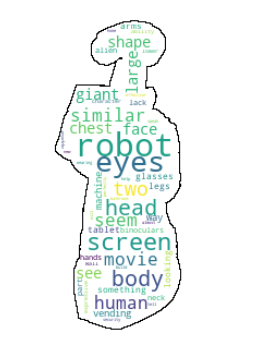 arms
ability
shape
alien
large
giant
character
lack
similar
chest face
robot
eyes
glasses
machine
two
legs
head
seem way
tablet binoculars
screen
hands movie looking
see
part body
something
human neck
vending